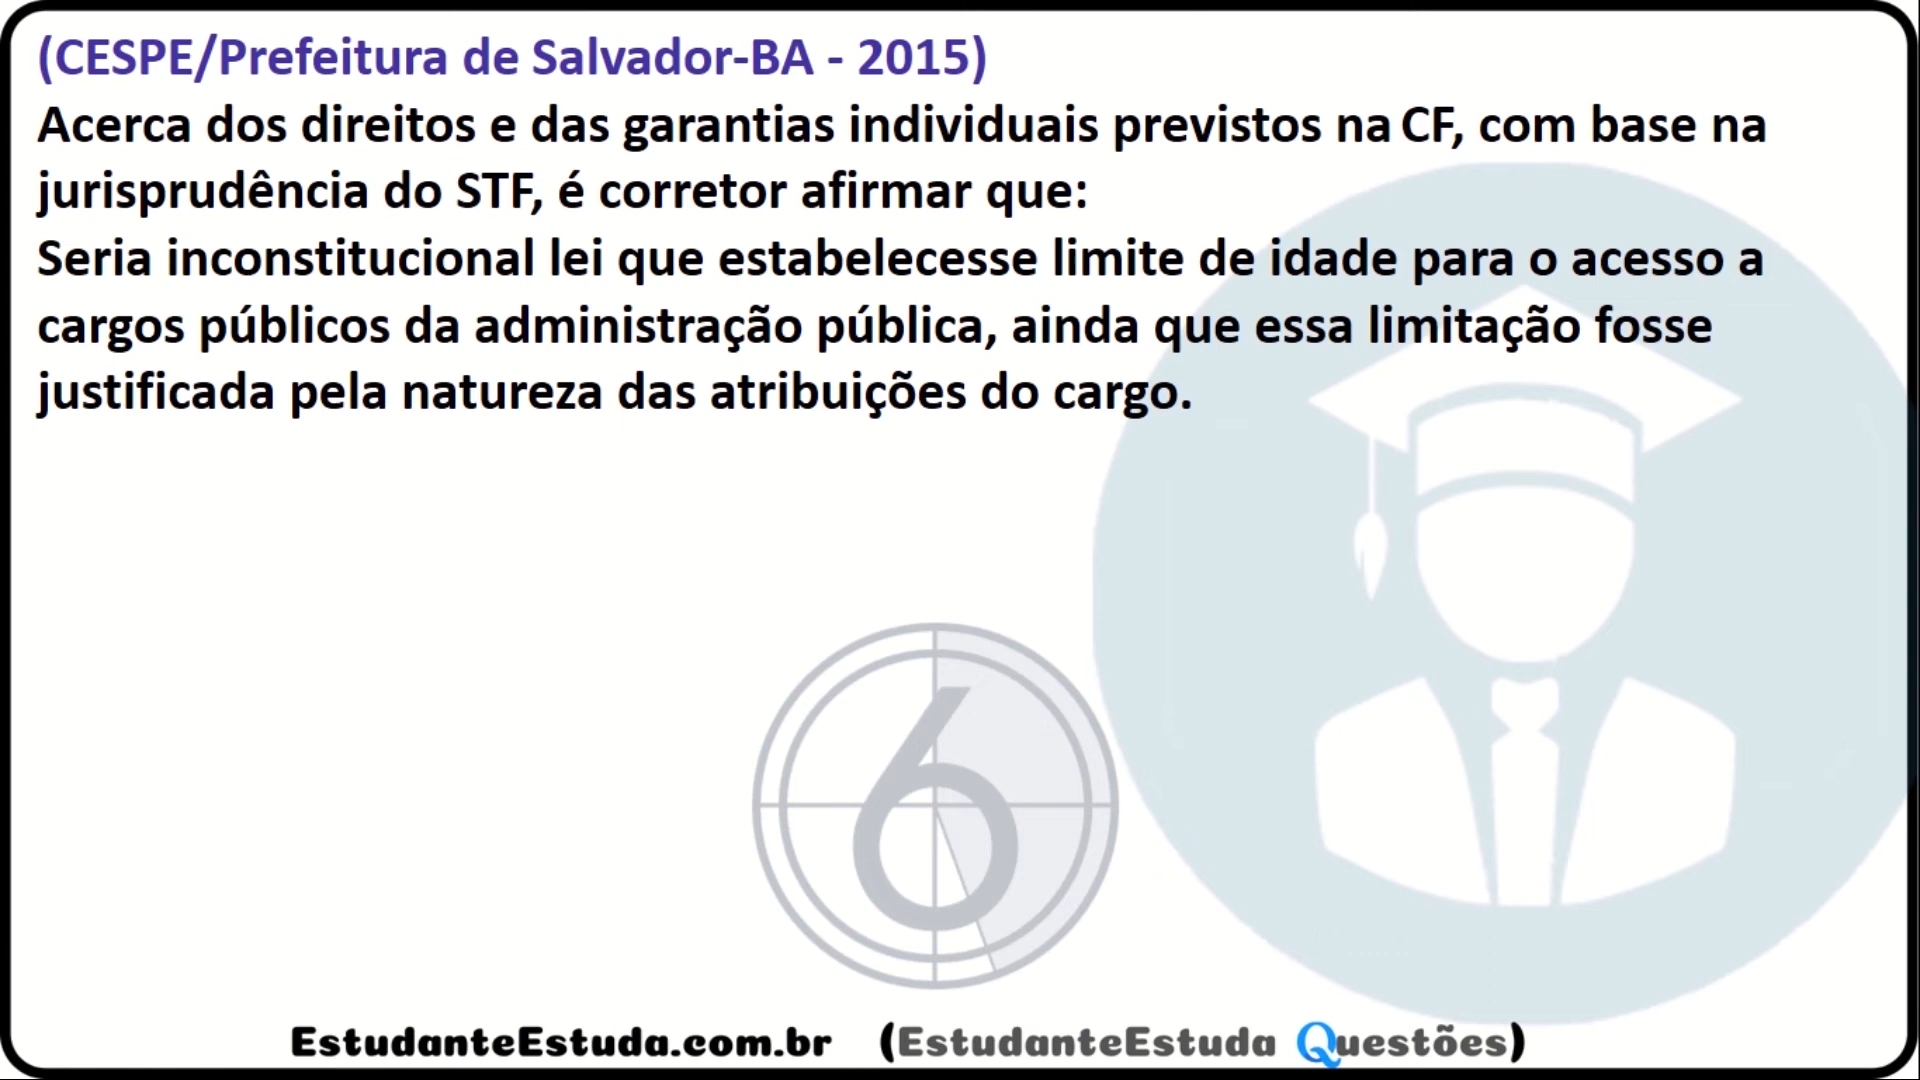 (CESPE/Prefeitura de Salvador-BA - 2015)
Acerca dos direitos e das garantias individuais previstos na CF, com base na
jurisprudência do STF, é corretor afirmar que:
Seria inconstitucional lei que estabelecesse limite de idade para o acesso a
cargos públicos da administração pública, ainda que essa limitação fosse
justificada pela natureza das atribuições do cargo.
6
EstudanteEstuda.com.br (EstudanteEstuda Questões)